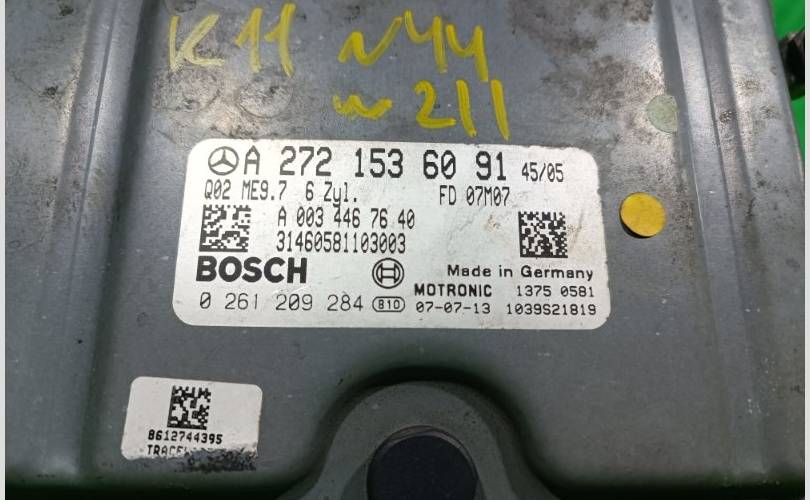 K11 N44
w 211
A 272 153 60 91 45/05
Q02 ME9.7 6 Zyl. FD 07M07
A 003 446 76 40
31460581103003
BOSCH Made in Germany
MOTRONIC 1375 0581
0 261 209 284 B10 07-07-13 1039S21819
8612744395